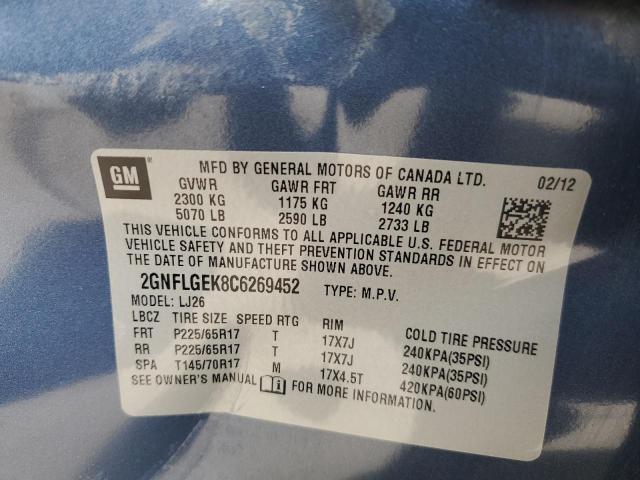 GM ®
MFD BY GENERAL MOTORS OF CANADA LTD. 02/12
GVWR GAWR FRT GAWR RR
2300 KG 1175 KG 1240 KG
5070 LB 2590 LB 2733 LB
THIS VEHICLE CONFORMS TO ALL APPLICABLE U.S. FEDERAL MOTOR
VEHICLE SAFETY AND THEFT PREVENTION STANDARDS IN EFFECT ON
THE DATE OF MANUFACTURE SHOWN ABOVE.
2GNFLGEK8C6269452 TYPE: M.P.V.
MODEL: LJ26
LBCZ TIRE SIZE SPEED RTG RIM COLD TIRE PRESSURE
FRT P225/65R17 T 17X7J 240KPA(35PSI)
RR P225/65R17 T 17X7J 240KPA(35PSI)
SPA T145/70R17 M 17X4.5T 420KPA(60PSI)
SEE OWNER'S MANUAL i FOR MORE INFORMATION.